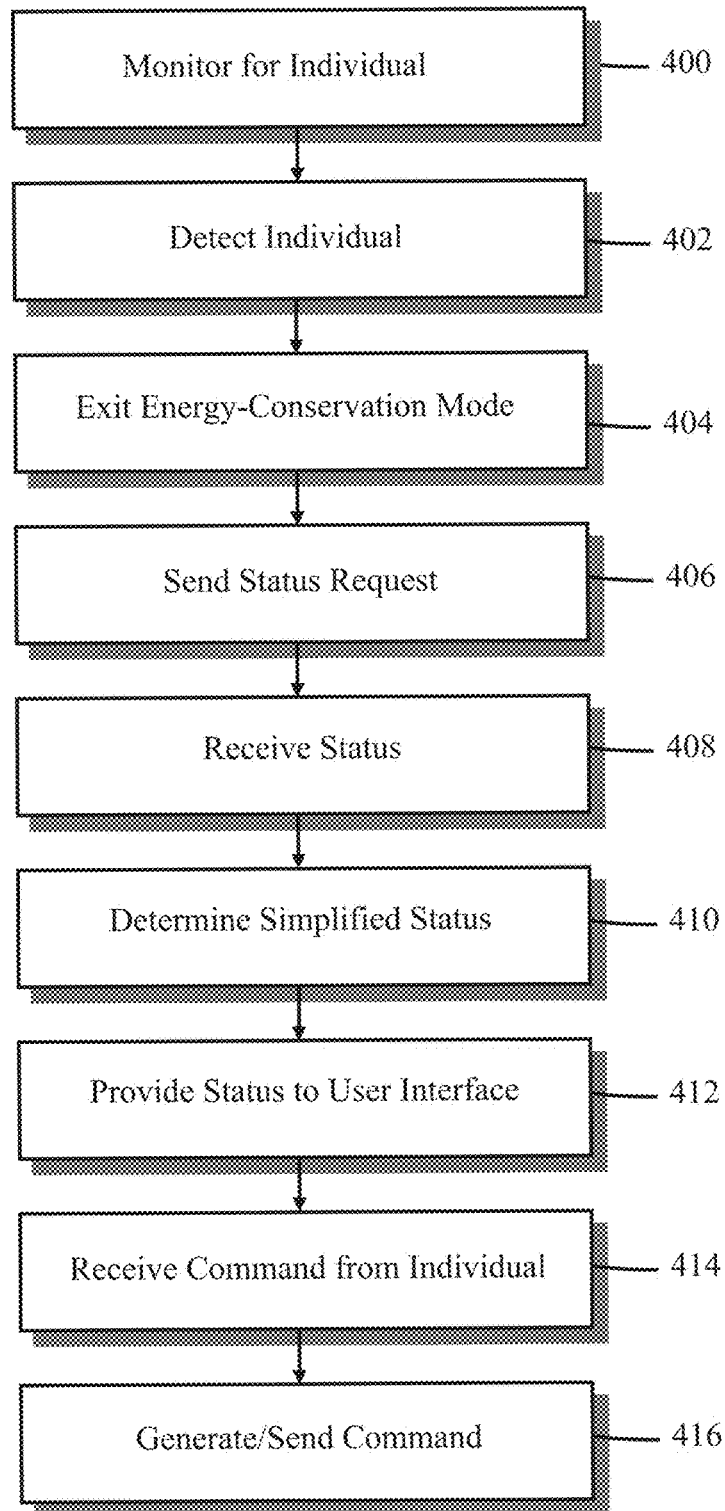 Monitor for Individual 400
Detect Individual 402
Exit Energy-Conservation Mode 404
Send Status Request 406
Receive Status 408
Determine Simplified Status 410
Provide Status to User Interface 412
Receive Command from Individual 414
Generate/Send Command 416